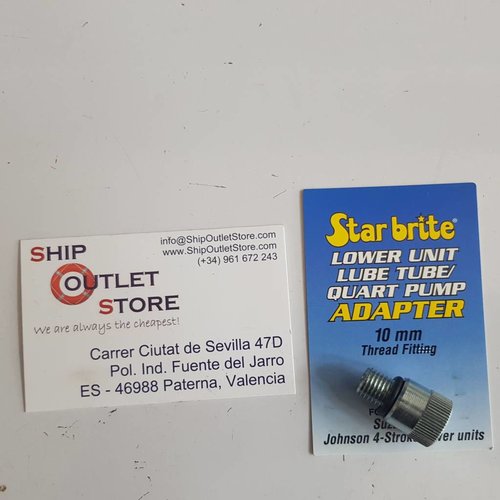 SHIP
OUTLET
STORE
We are always the cheapest!
info@ShipOutletStore.com
www.ShipOutletStore.com
(+34) 961 672 243
Carrer Ciutat de Sevilla 47D
Pol. Ind. Fuente del Jarro
ES - 46988 Paterna, Valencia
Star brite®
LOWER UNIT
LUBE TUBE/
QUART PUMP
ADAPTER
10 mm
Thread Fitting
Johnson 4-Stroke units